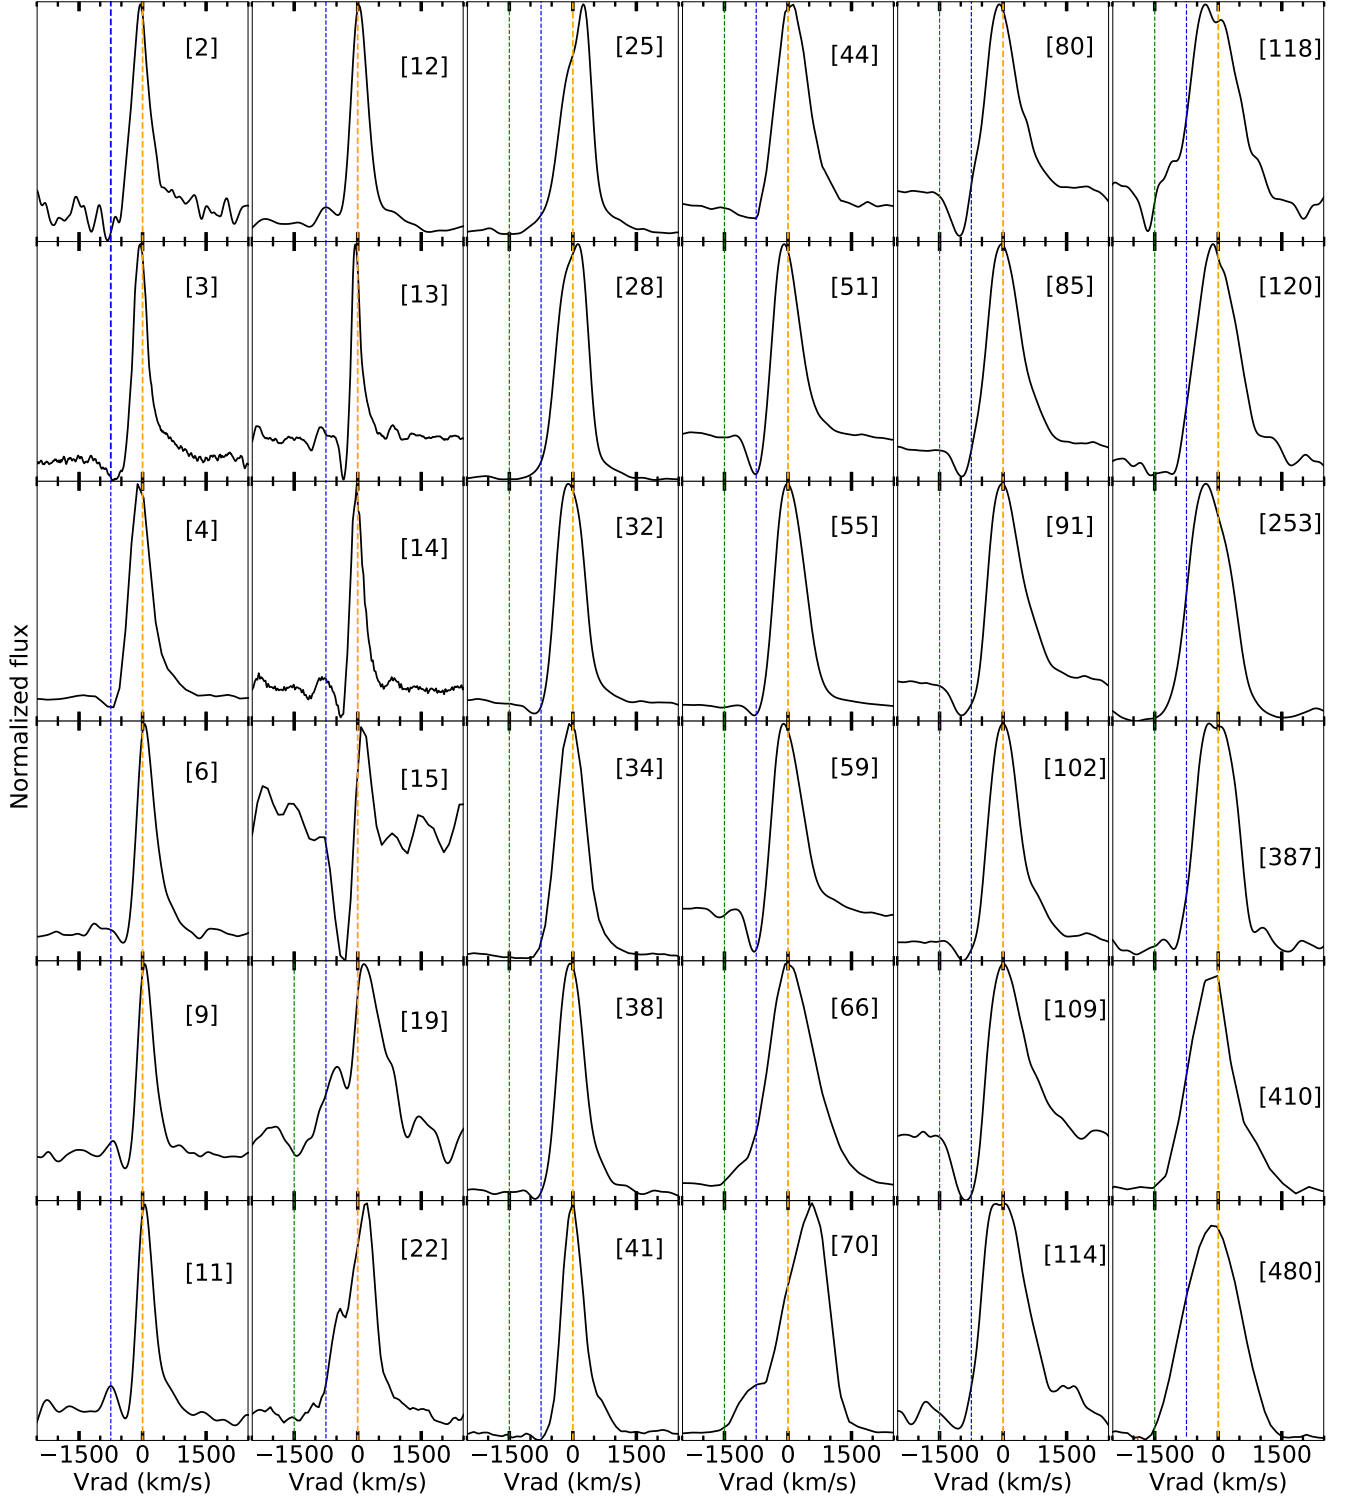 [2] [12] [25] [44] [80] [118]
[3] [13] [28] [51] [85] [120]
[4] [14] [32] [55] [91] [253]
[6] [15] [34] [59] [102] [387]
[9] [19] [38] [66] [109] [410]
[11] [22] [41] [70] [114] [480]
Normalized flux
−1500 0 1500 −1500 0 1500 −1500 0 1500 −1500 0 1500 −1500 0 1500 −1500 0 1500
Vrad (km/s) Vrad (km/s) Vrad (km/s) Vrad (km/s) Vrad (km/s) Vrad (km/s)